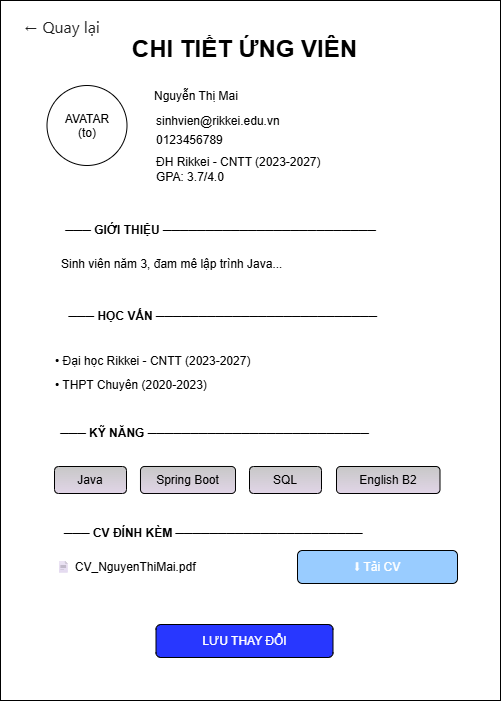 ← Quay lại
CHI TIẾT ỨNG VIÊN
AVATAR
(to)
Nguyễn Thị Mai
sinhvien@rikkei.edu.vn
0123456789
ĐH Rikkei - CNTT (2023-2027)
GPA: 3.7/4.0
GIỚI THIỆU
Sinh viên năm 3, đam mê lập trình Java...
HỌC VẤN
• Đại học Rikkei - CNTT (2023-2027)
• THPT Chuyên (2020-2023)
KỸ NĂNG
Java
Spring Boot
SQL
English B2
CV ĐÍNH KÈM
CV_NguyenThiMai.pdf
⬇ Tải CV
LƯU THAY ĐỔI